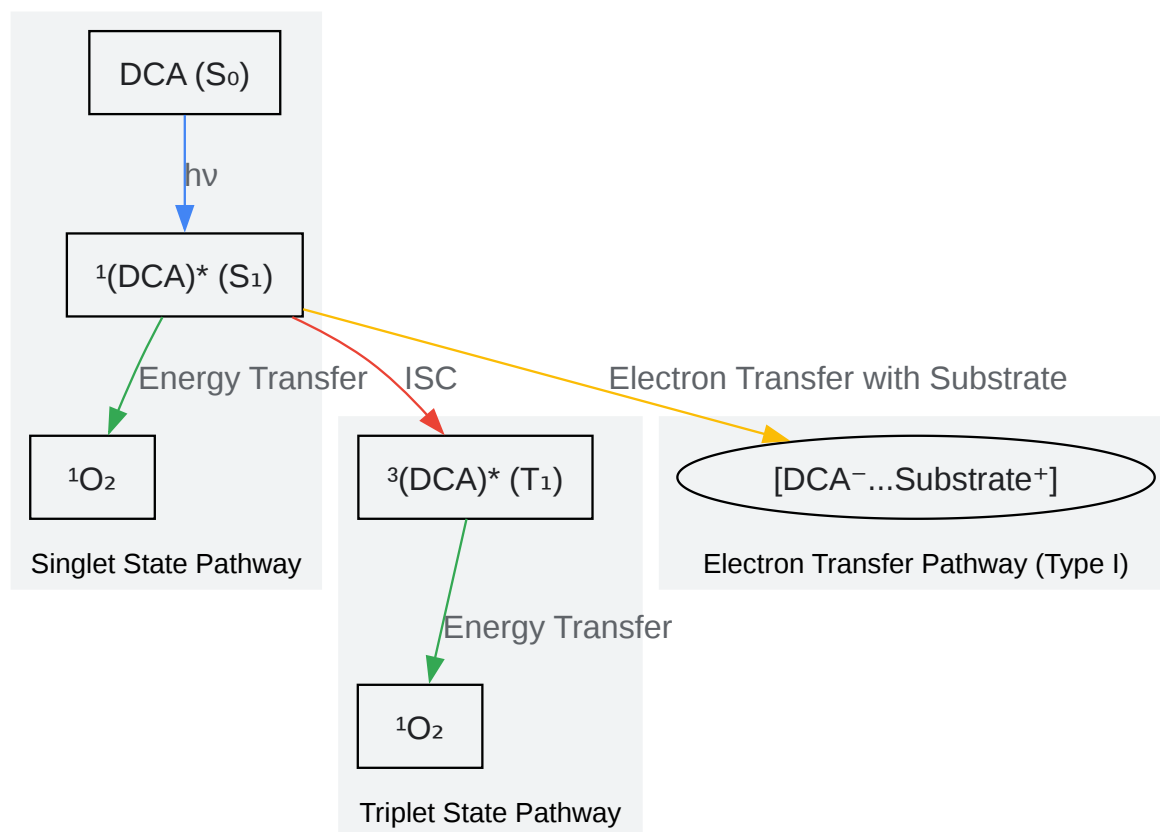 DCA (S₀)
hν
¹(DCA)* (S₁)
Energy Transfer
ISC
Electron Transfer with Substrate
¹O₂
³(DCA)* (T₁)
[DCA⁻...Substrate⁺]
Singlet State Pathway
Electron Transfer Pathway (Type I)
Energy Transfer
¹O₂
Triplet State Pathway